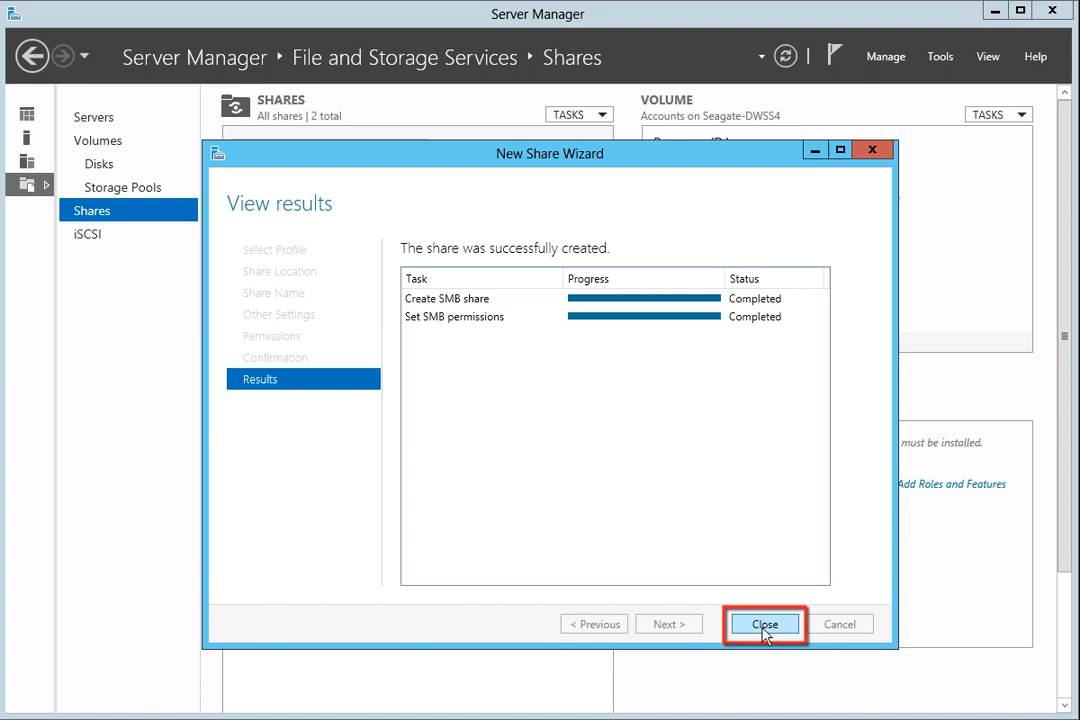 Server Manager
Server Manager ‣ File and Storage Services ‣ Shares
Manage Tools View Help
Servers
Volumes
Disks
Storage Pools
Shares
iSCSI
SHARES
All shares | 2 total
TASKS
VOLUME
Accounts on Seagate-DWSS4
TASKS
New Share Wizard
View results
Select Profile
Share Location
Share Name
Other Settings
Permissions
Confirmation
Results
The share was successfully created.
Task Progress Status
Create SMB share Completed
Set SMB permissions Completed
must be installed.
Add Roles and Features
< Previous Next > Close Cancel